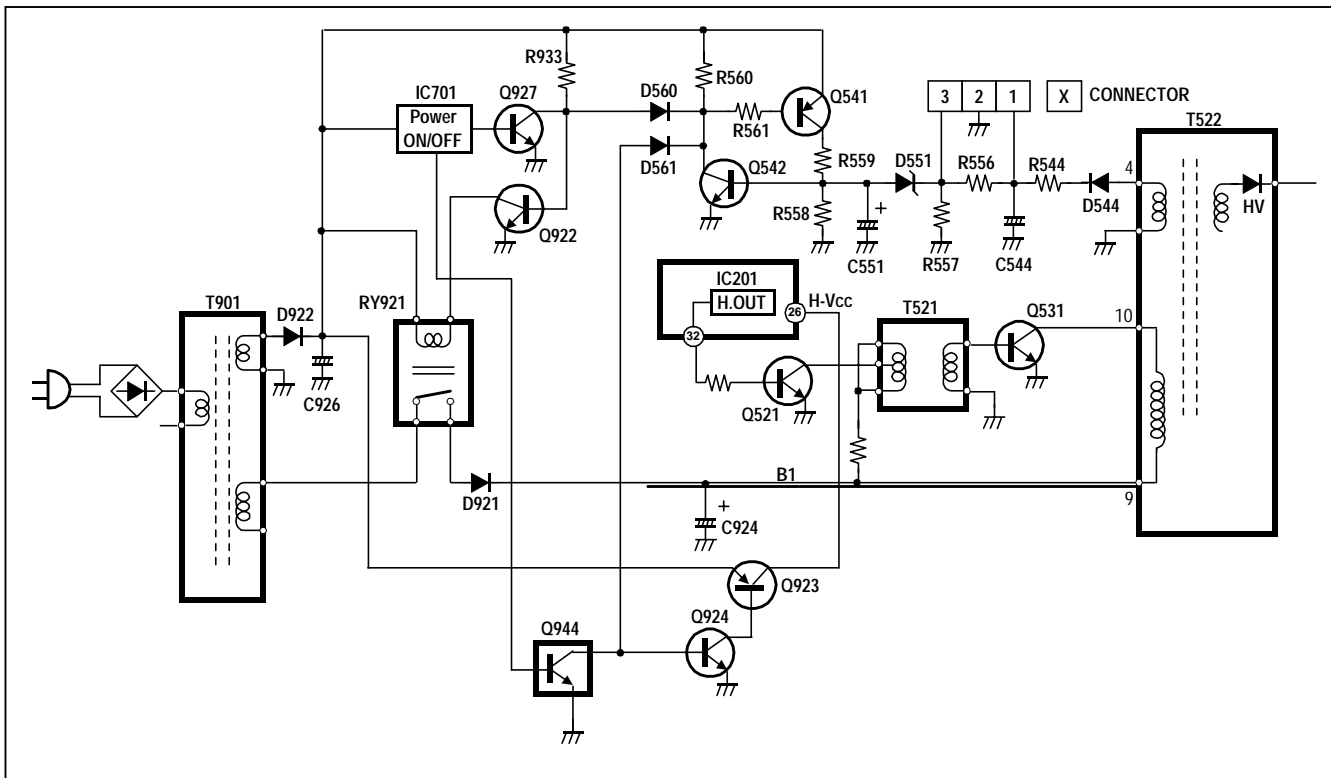 R933
R560
IC701
Power
ON/OFF
Q927
D560
Q541
R561
3 2 1 X CONNECTOR
T522
D561
Q542
R559
D551
R556
R544
4
D544
HV
R558
C551
R557
C544
Q922
IC201
H.OUT
H-VCC
26
32
T901
D922
RY921
T521
Q531
10
C926
Q521
B1
D921
9
+
C924
+
Q923
Q924
Q944